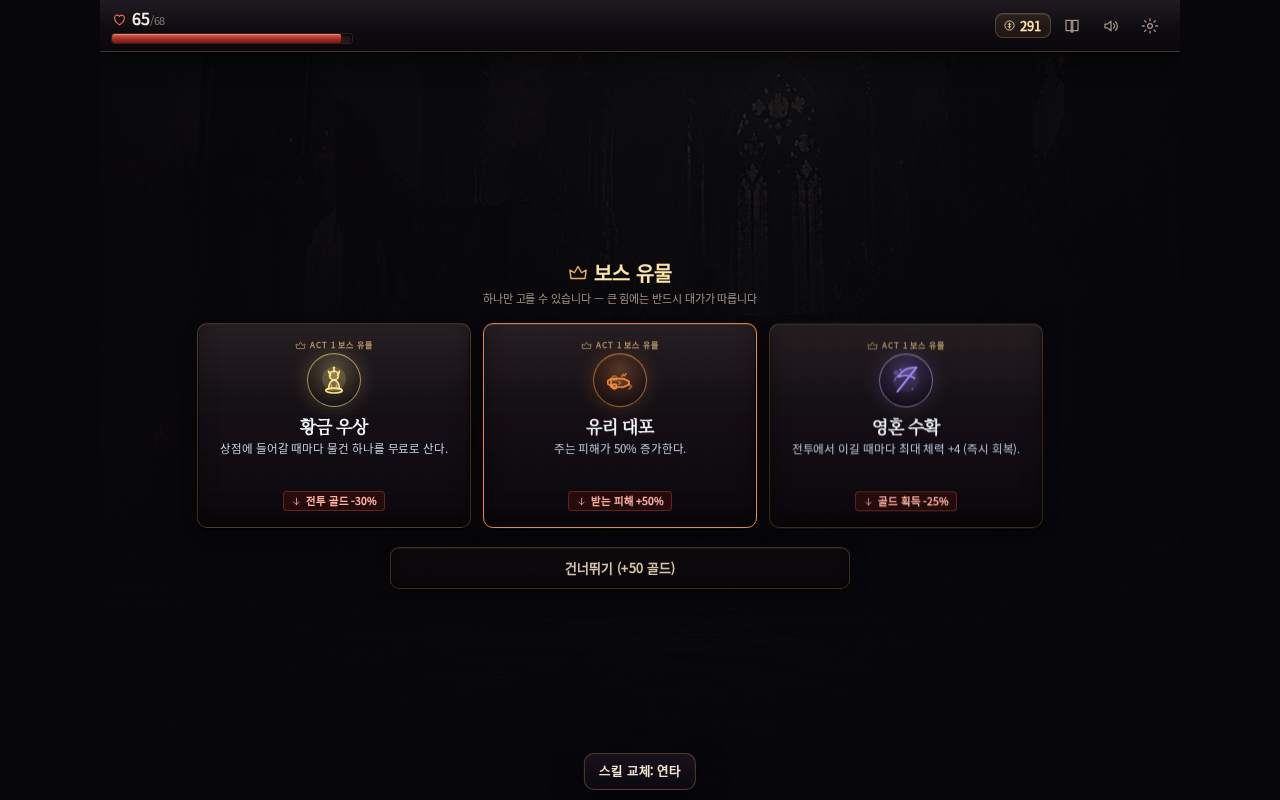 65/68
291
보스 유물
하나만 고를 수 있습니다 — 큰 힘에는 반드시 대가가 따릅니다
ACT 1 보스 유물
황금 우상
상점에 들어갈 때마다 물건 하나를 무료로 산다.
↓ 전투 골드 -30%
ACT 1 보스 유물
유리 대포
주는 피해가 50% 증가한다.
↓ 받는 피해 +50%
ACT 1 보스 유물
영혼 수확
전투에서 이길 때마다 최대 체력 +4 (즉시 회복).
↓ 골드 획득 -25%
건너뛰기 (+50 골드)
스킬 교체: 연타